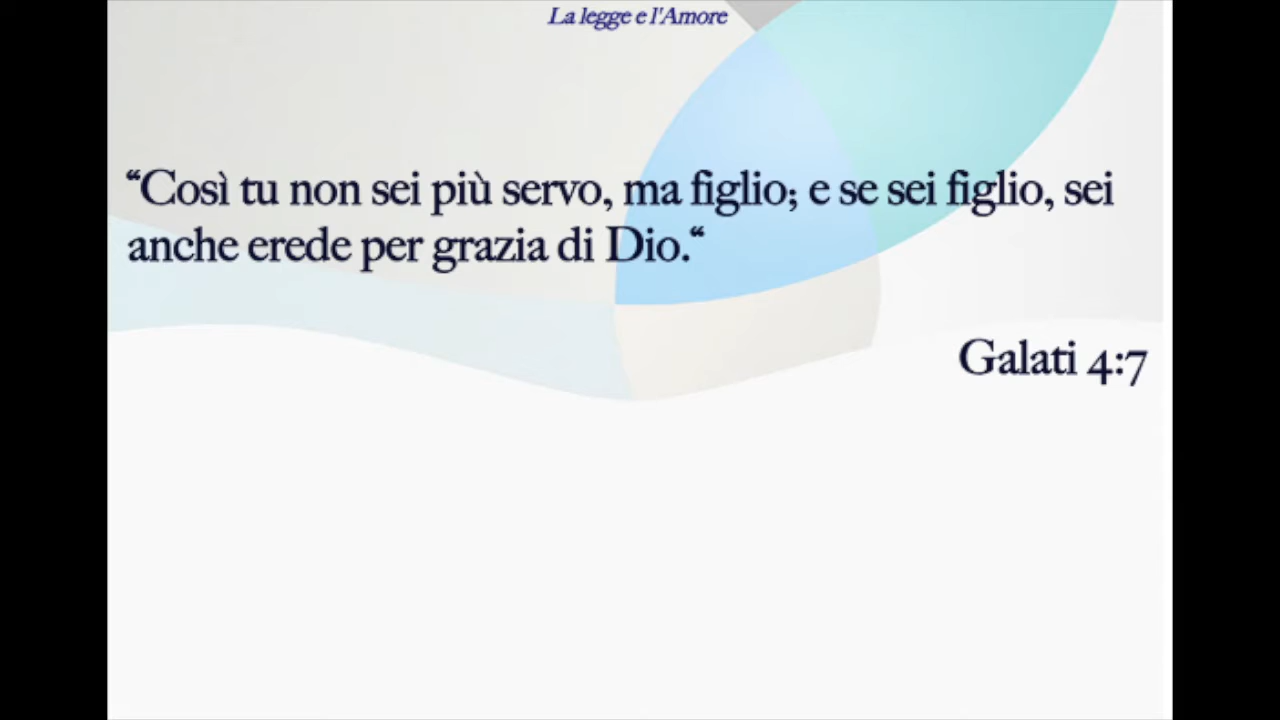 La legge e l'Amore
“Così tu non sei più servo, ma figlio; e se sei figlio, sei
anche erede per grazia di Dio.“
Galati 4:7